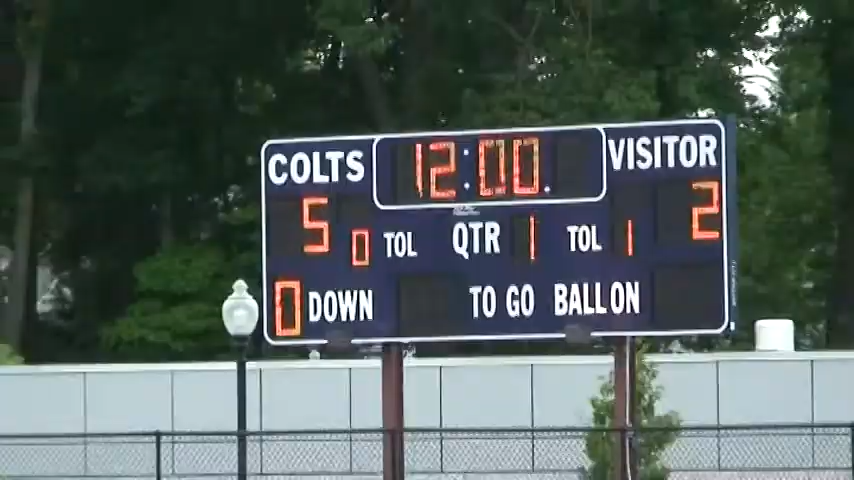 COLTS 12:00. VISITOR
5 0 TOL QTR 1 TOL 1 2
0 DOWN TO GO BALL ON